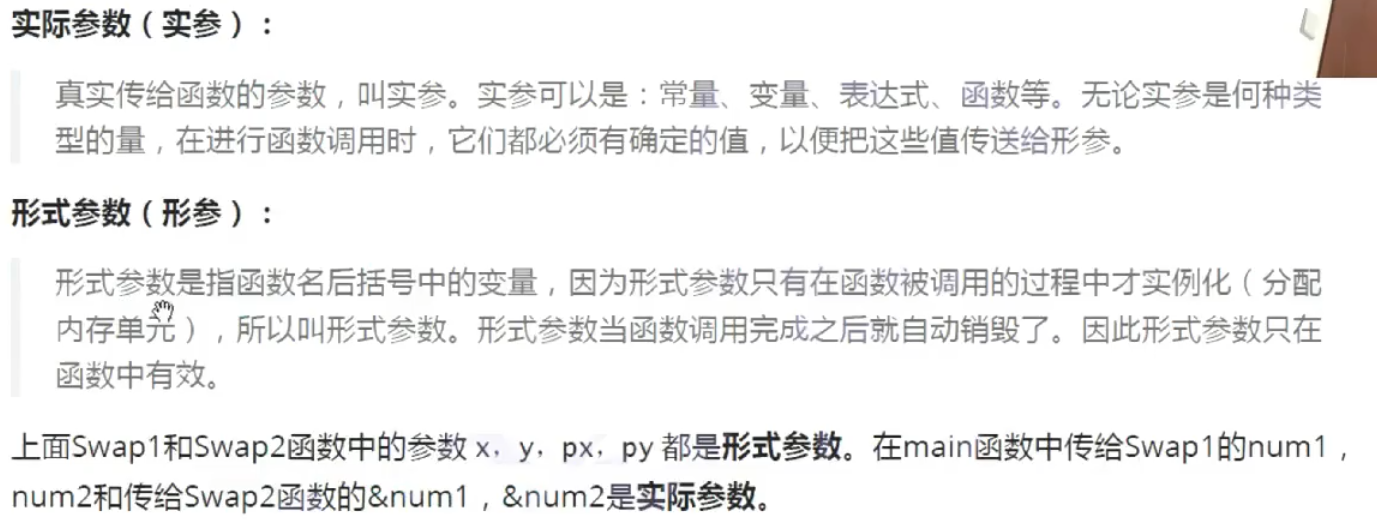 实际参数（实参）：
真实传给函数的参数，叫实参。实参可以是：常量、变量、表达式、函数等。无论实参是何种类
型的量，在进行函数调用时，它们都必须有确定的值，以便把这些值传送给形参。
形式参数（形参）：
形式参数是指函数名后括号中的变量，因为形式参数只有在函数被调用的过程中才实例化（分配
内存单元），所以叫形式参数。形式参数当函数调用完成之后就自动销毁了。因此形式参数只在
函数中有效。
上面Swap1和Swap2函数中的参数 x，y，px，py 都是形式参数。在main函数中传给Swap1的num1，
num2和传给Swap2函数的&num1，&num2是实际参数。